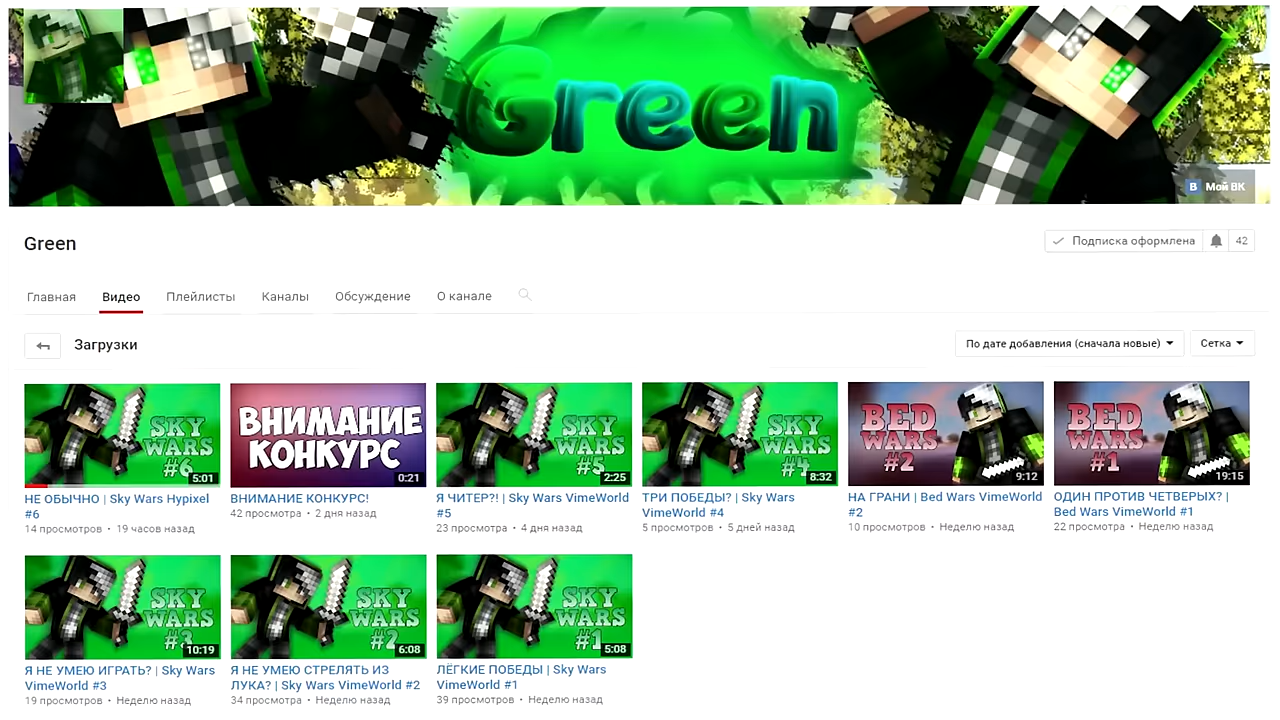 Green
B Мой ВК
Green
Подписка оформлена 42
Главная Видео Плейлисты Каналы Обсуждение О канале
Загрузки
По дате добавления (сначала новые) Сетка
SKY WARS #6 5:01
НЕ ОБЫЧНО | Sky Wars Hypixel
#6
14 просмотров • 19 часов назад
ВНИМАНИЕ
КОНКУРС
0:21
ВНИМАНИЕ КОНКУРС!
42 просмотра • 2 дня назад
SKY WARS #5 2:25
Я ЧИТЕР?! | Sky Wars VimeWorld
#5
23 просмотра • 4 дня назад
SKY WARS #4 8:32
ТРИ ПОБЕДЫ? | Sky Wars
VimeWorld #4
5 просмотров • 5 дней назад
BED WARS #2 9:12
НА ГРАНИ | Bed Wars VimeWorld
#2
10 просмотров • Неделю назад
BED WARS #1 19:15
ОДИН ПРОТИВ ЧЕТВЕРЫХ? |
Bed Wars VimeWorld #1
22 просмотра • Неделю назад
SKY WARS #3 10:19
Я НЕ УМЕЮ ИГРАТЬ? | Sky Wars
VimeWorld #3
19 просмотров • Неделю назад
SKY WARS #2 6:08
Я НЕ УМЕЮ СТРЕЛЯТЬ ИЗ
ЛУКА? | Sky Wars VimeWorld #2
34 просмотра • Неделю назад
SKY WARS #1 5:08
ЛЁГКИЕ ПОБЕДЫ | Sky Wars
VimeWorld #1
39 просмотров • Неделю назад